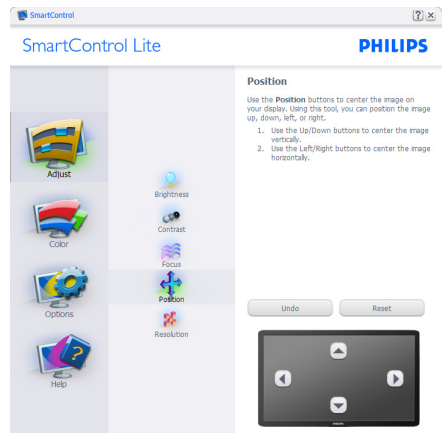 SmartControl
SmartControl Lite
PHILIPS
Adjust
Color
Options
Help
Brightness
Contrast
Focus
Position
Resolution
Position
Use the Position buttons to center the image on
your display. Using this tool, you can position the image
up, down, left, or right.
1. Use the Up/Down buttons to center the image
vertically.
2. Use the Left/Right buttons to center the image
horizontally.
Undo
Reset
PHILIPS